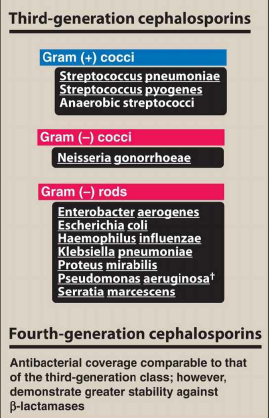 Third-generation cephalosporins
Gram (+) cocci
Streptococcus pneumoniae
Streptococcus pyogenes
Anaerobic streptococci
Gram (–) cocci
Neisseria gonorrhoeae
Gram (–) rods
Enterobacter aerogenes
Escherichia coli
Haemophilus influenzae
Klebsiella pneumoniae
Proteus mirabilis
Pseudomonas aeruginosa†
Serratia marcescens
Fourth-generation cephalosporins
Antibacterial coverage comparable to that
of the third-generation class; however,
demonstrate greater stability against
β-lactamases